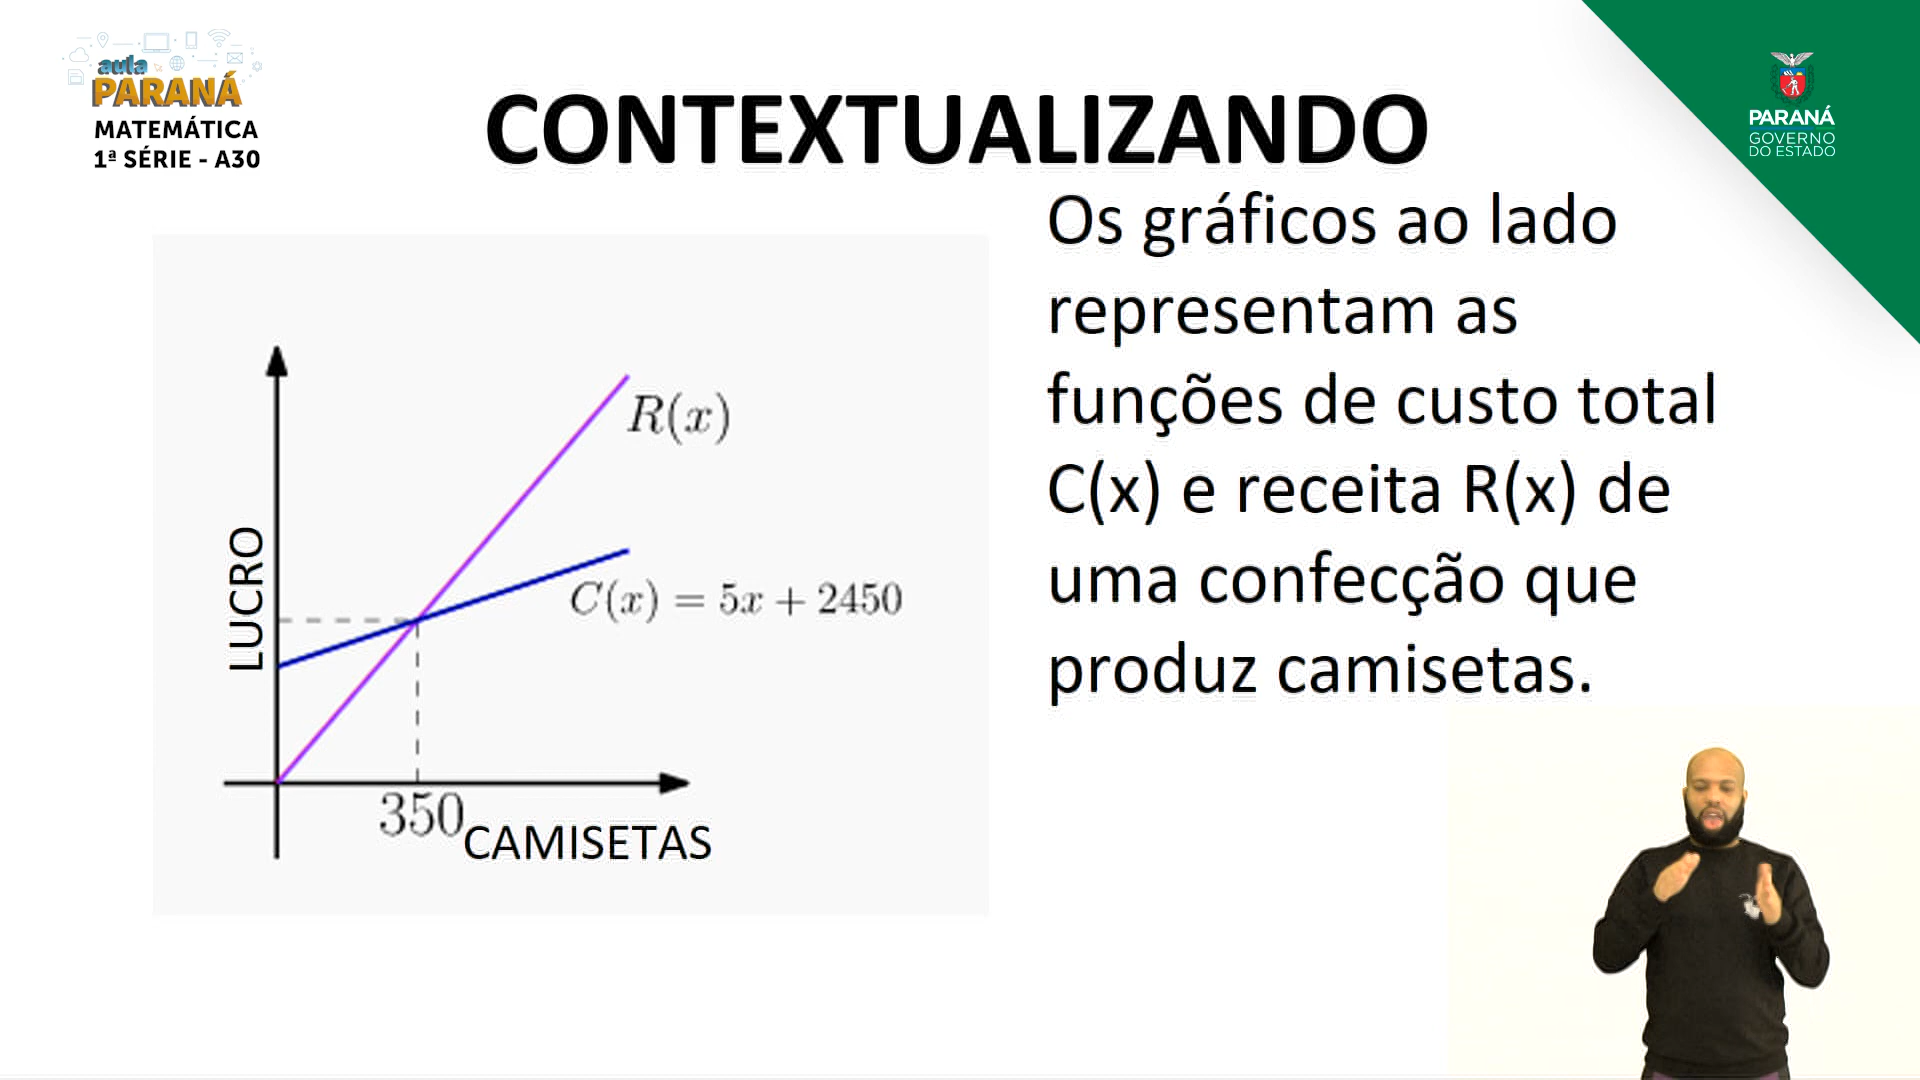 aula
PARANÁ
MATEMÁTICA
1ª SÉRIE - A30
CONTEXTUALIZANDO
PARANÁ
GOVERNO
DO ESTADO
Os gráficos ao lado
representam as
funções de custo total
C(x) e receita R(x) de
uma confecção que
produz camisetas.
R(x)
C(x) = 5x + 2450
LUCRO
350
CAMISETAS